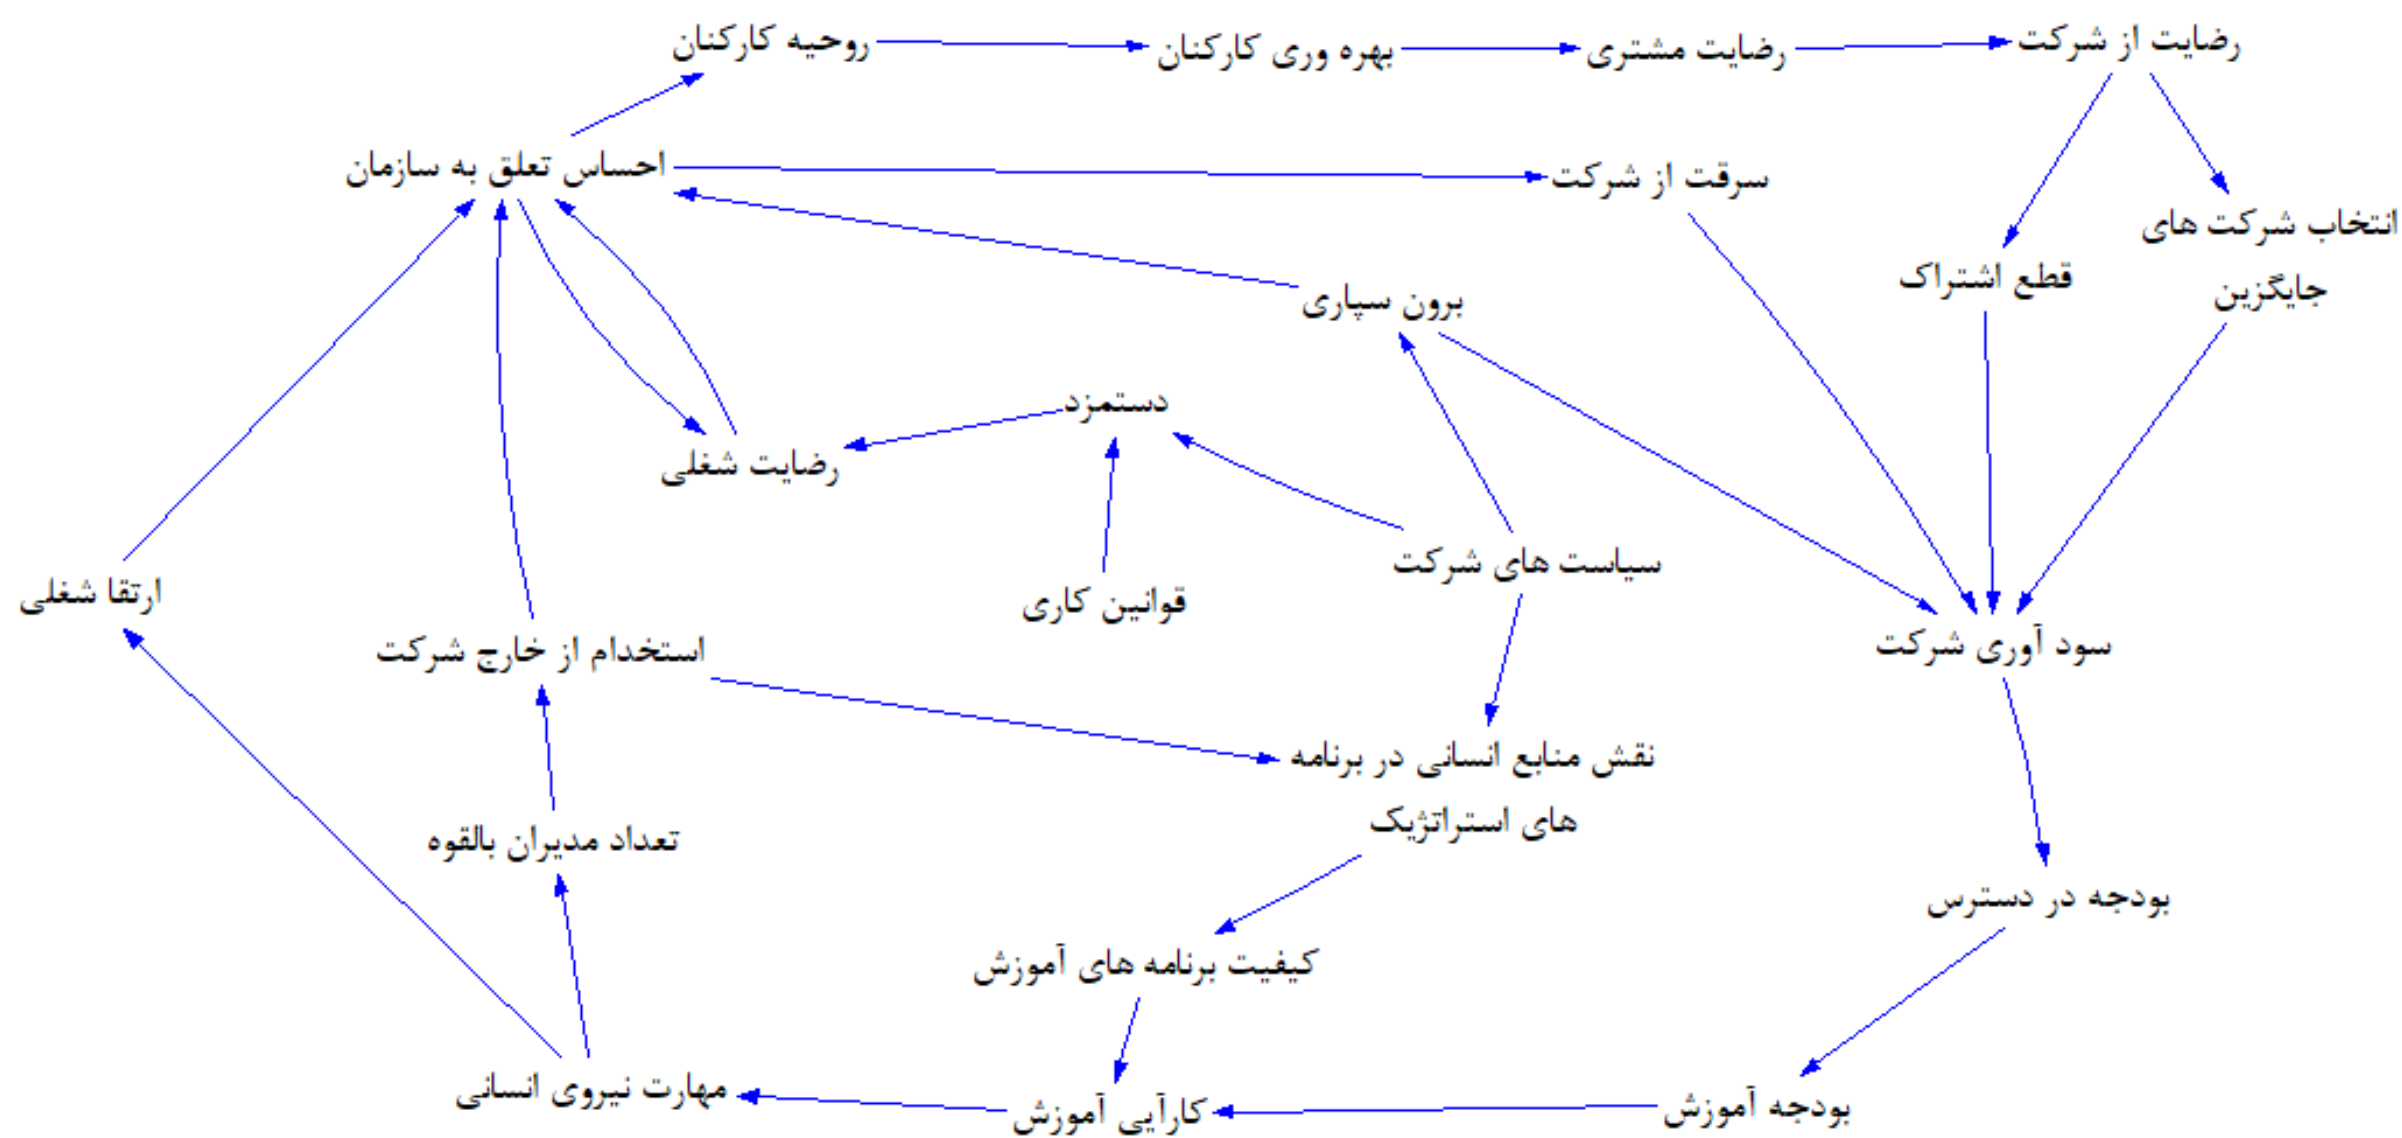 رضایت از شرکت
رضایت مشتری
بهره وری کارکنان
روحیه کارکنان
احساس تعلق به سازمان
سرقت از شرکت
انتخاب شرکت های
جایگزین
قطع اشتراک
برون سپاری
دستمزد
رضایت شغلی
سیاست های شرکت
قوانین کاری
ارتقا شغلی
سود آوری شرکت
استخدام از خارج شرکت
نقش منابع انسانی در برنامه
های استراتژیک
تعداد مدیران بالقوه
بودجه در دسترس
کیفیت برنامه های آموزش
بودجه آموزش
کارآیی آموزش
مهارت نیروی انسانی